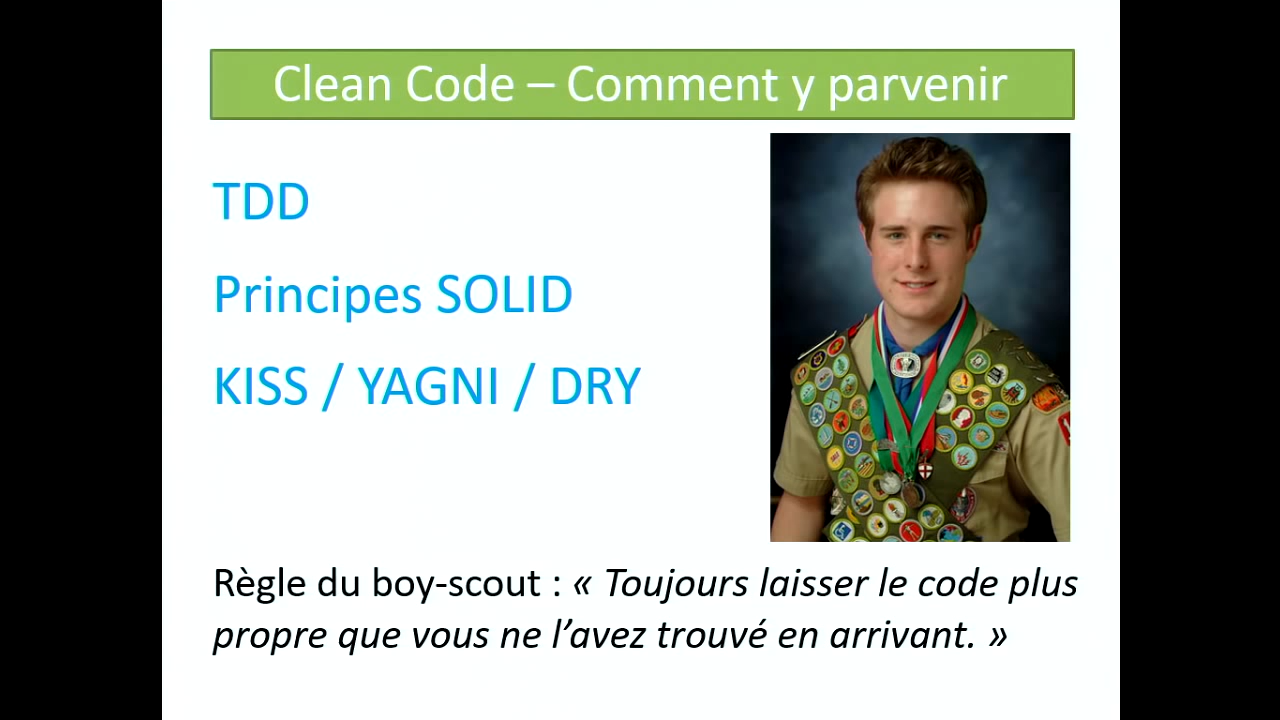 Clean Code – Comment y parvenir
TDD
Principes SOLID
KISS / YAGNI / DRY
Règle du boy-scout : « Toujours laisser le code plus
propre que vous ne l’avez trouvé en arrivant. »